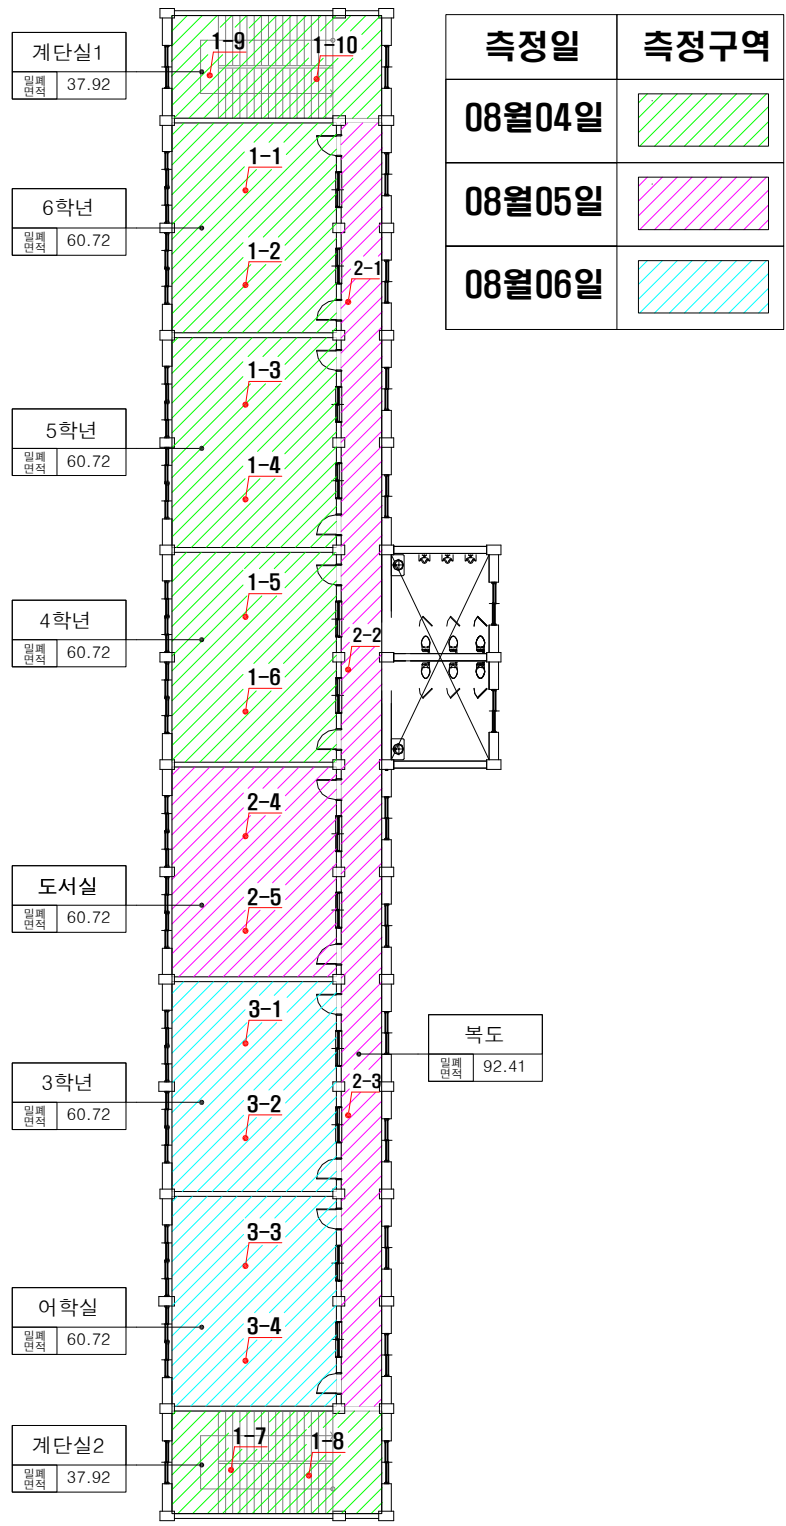 측정일 측정구역
08월04일
08월05일
08월06일
계단실1
밀폐면적 37.92
1-9
1-10
6학년
밀폐면적 60.72
1-1
1-2
2-1
5학년
밀폐면적 60.72
1-3
1-4
4학년
밀폐면적 60.72
1-5
1-6
2-2
도서실
밀폐면적 60.72
2-4
2-5
3학년
밀폐면적 60.72
3-1
3-2
복도
밀폐면적 92.41
2-3
어학실
밀폐면적 60.72
3-3
3-4
계단실2
밀폐면적 37.92
1-7
1-8